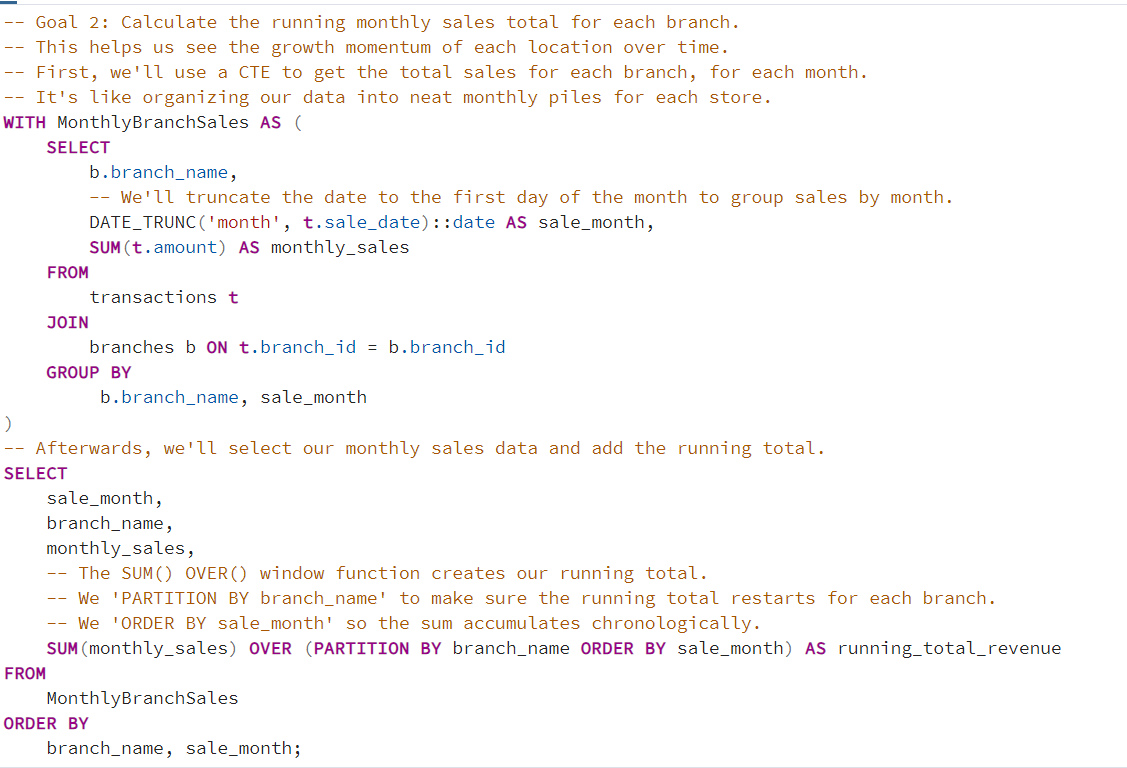 -- Goal 2: Calculate the running monthly sales total for each branch.
-- This helps us see the growth momentum of each location over time.
-- First, we'll use a CTE to get the total sales for each branch, for each month.
-- It's like organizing our data into neat monthly piles for each store.
WITH MonthlyBranchSales AS (
    SELECT
        b.branch_name,
        -- We'll truncate the date to the first day of the month to group sales by month.
        DATE_TRUNC('month', t.sale_date)::date AS sale_month,
        SUM(t.amount) AS monthly_sales
    FROM
        transactions t
    JOIN
        branches b ON t.branch_id = b.branch_id
    GROUP BY
         b.branch_name, sale_month
)
-- Afterwards, we'll select our monthly sales data and add the running total.
SELECT
    sale_month,
    branch_name,
    monthly_sales,
    -- The SUM() OVER() window function creates our running total.
    -- We 'PARTITION BY branch_name' to make sure the running total restarts for each branch.
    -- We 'ORDER BY sale_month' so the sum accumulates chronologically.
    SUM(monthly_sales) OVER (PARTITION BY branch_name ORDER BY sale_month) AS running_total_revenue
FROM
    MonthlyBranchSales
ORDER BY
    branch_name, sale_month;